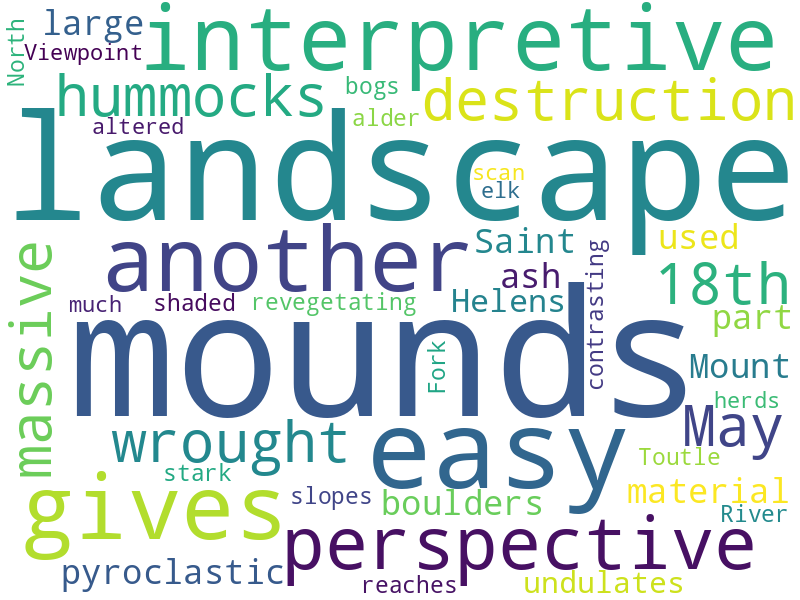 North
large
Viewpoint
interpretive
hummocks
bogs
destruction
altered
alder
landscape
scan
elk
another
Saint
used
massive
ash
contrasting
18th
much
shaded
revegetating
Helens
part
mounds
Fork
Mount
herds
May
wrought
easy
Toutle
stark
gives
slopes
boulders
material
River
perspective
pyroclastic
reaches
undulates